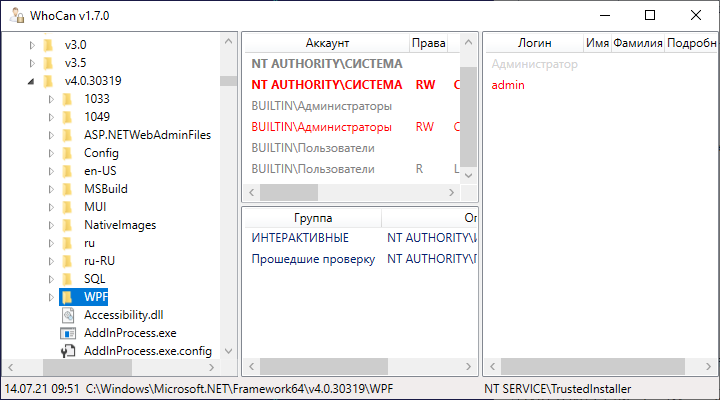 WhoCan v1.7.0
v3.0
v3.5
v4.0.30319
1033
1049
ASP.NETWebAdminFiles
Config
en-US
MSBuild
MUI
NativeImages
ru
ru-RU
SQL
WPF
Accessibility.dll
AddInProcess.exe
AddInProcess.exe.config
Аккаунт Права
NT AUTHORITY\СИСТЕМА
NT AUTHORITY\СИСТЕМА RW
BUILTIN\Администраторы
BUILTIN\Администраторы RW
BUILTIN\Пользователи
BUILTIN\Пользователи R
Группа
ИНТЕРАКТИВНЫЕ NT AUTHORITY\
Прошедшие проверку NT AUTHORITY\
Логин Имя Фамилия Подробн
Администратор
admin
14.07.21 09:51 C:\Windows\Microsoft.NET\Framework64\v4.0.30319\WPF NT SERVICE\TrustedInstaller